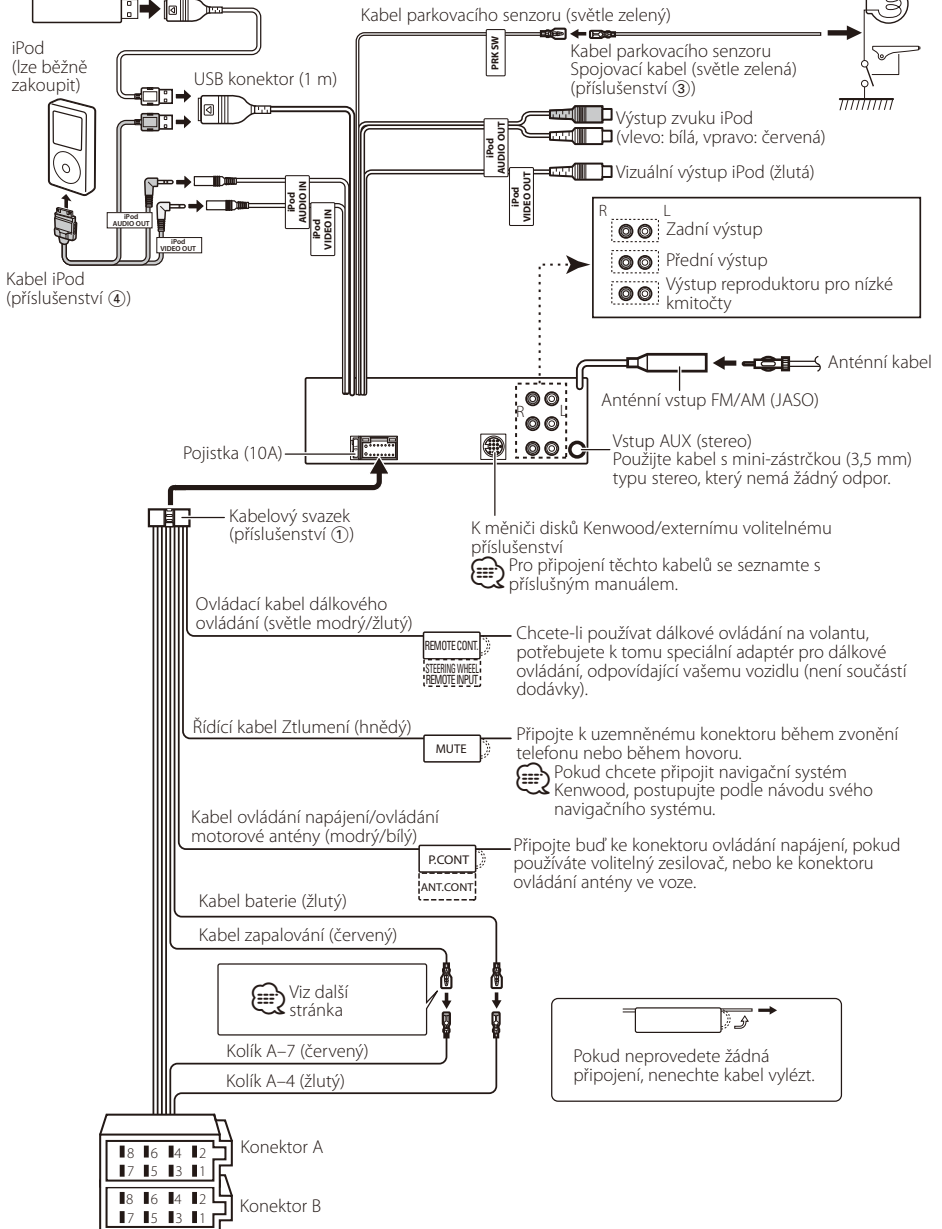 Kabel parkovacího senzoru (světle zelený)
iPod
(lze běžně
zakoupit)
USB konektor (1 m)
PRK SW
Kabel parkovacího senzoru
Spojovací kabel (světle zelená)
(příslušenství ③)
iPod
AUDIO OUT
Výstup zvuku iPod
(vlevo: bílá, vpravo: červená)
iPod
VIDEO OUT
Vizuální výstup iPod (žlutá)
iPod
AUDIO IN
iPod
VIDEO IN
iPod
AUDIO OUT
iPod
VIDEO OUT
Kabel iPod
(příslušenství ④)
R L
Zadní výstup
Přední výstup
Výstup reproduktoru pro nízké
kmitočty
Anténní kabel
Anténní vstup FM/AM (JASO)
R L
Pojistka (10A)
Vstup AUX (stereo)
Použijte kabel s mini-zástrčkou (3,5 mm)
typu stereo, který nemá žádný odpor.
Kabelový svazek
(příslušenství ①)
K měniči disků Kenwood/externímu volitelnému
příslušenství
Pro připojení těchto kabelů se seznamte s
příslušným manuálem.
Ovládací kabel dálkového
ovládání (světle modrý/žlutý)
REMOTE CONT.
STEERING WHEEL
REMOTE INPUT
Chcete-li používat dálkové ovládání na volantu,
potřebujete k tomu speciální adaptér pro dálkové
ovládání, odpovídající vašemu vozidlu (není součástí
dodávky).
Řídící kabel Ztlumení (hnědý)
MUTE
Připojte k uzemněnému konektoru během zvonění
telefonu nebo během hovoru.
Pokud chcete připojit navigační systém
Kenwood, postupujte podle návodu svého
navigačního systému.
Kabel ovládání napájení/ovládání
motorové antény (modrý/bílý)
P.CONT
ANT.CONT
Připojte buď ke konektoru ovládání napájení, pokud
používáte volitelný zesilovač, nebo ke konektoru
ovládání antény ve voze.
Kabel baterie (žlutý)
Kabel zapalování (červený)
Viz další
stránka
Kolík A–7 (červený)
Kolík A–4 (žlutý)
Pokud neprovedete žádná
připojení, nenechte kabel vylézt.
8 6 4 2
7 5 3 1
Konektor A
8 6 4 2
7 5 3 1
Konektor B